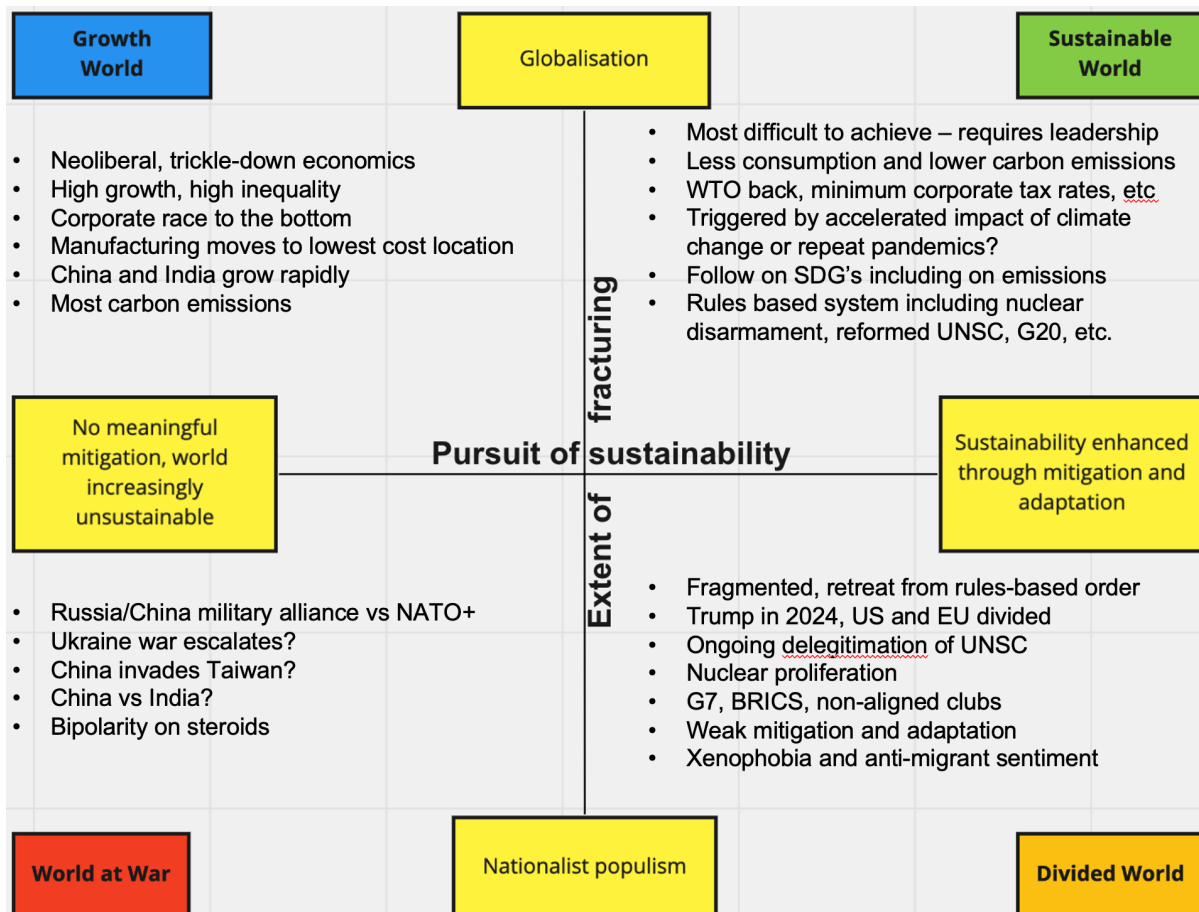 Growth
World
Globalisation
Sustainable
World
• Neoliberal, trickle-down economics
• High growth, high inequality
• Corporate race to the bottom
• Manufacturing moves to lowest cost location
• China and India grow rapidly
• Most carbon emissions
• Most difficult to achieve – requires leadership
• Less consumption and lower carbon emissions
• WTO back, minimum corporate tax rates, etc
• Triggered by accelerated impact of climate
change or repeat pandemics?
• Follow on SDG’s including on emissions
• Rules based system including nuclear
disarmament, reformed UNSC, G20, etc.
No meaningful
mitigation, world
increasingly
unsustainable
Pursuit of sustainability
Extent of fracturing
Sustainability enhanced
through mitigation and
adaptation
• Russia/China military alliance vs NATO+
• Ukraine war escalates?
• China invades Taiwan?
• China vs India?
• Bipolarity on steroids
• Fragmented, retreat from rules-based order
• Trump in 2024, US and EU divided
• Ongoing delegitimation of UNSC
• Nuclear proliferation
• G7, BRICS, non-aligned clubs
• Weak mitigation and adaptation
• Xenophobia and anti-migrant sentiment
World at War
Nationalist populism
Divided World